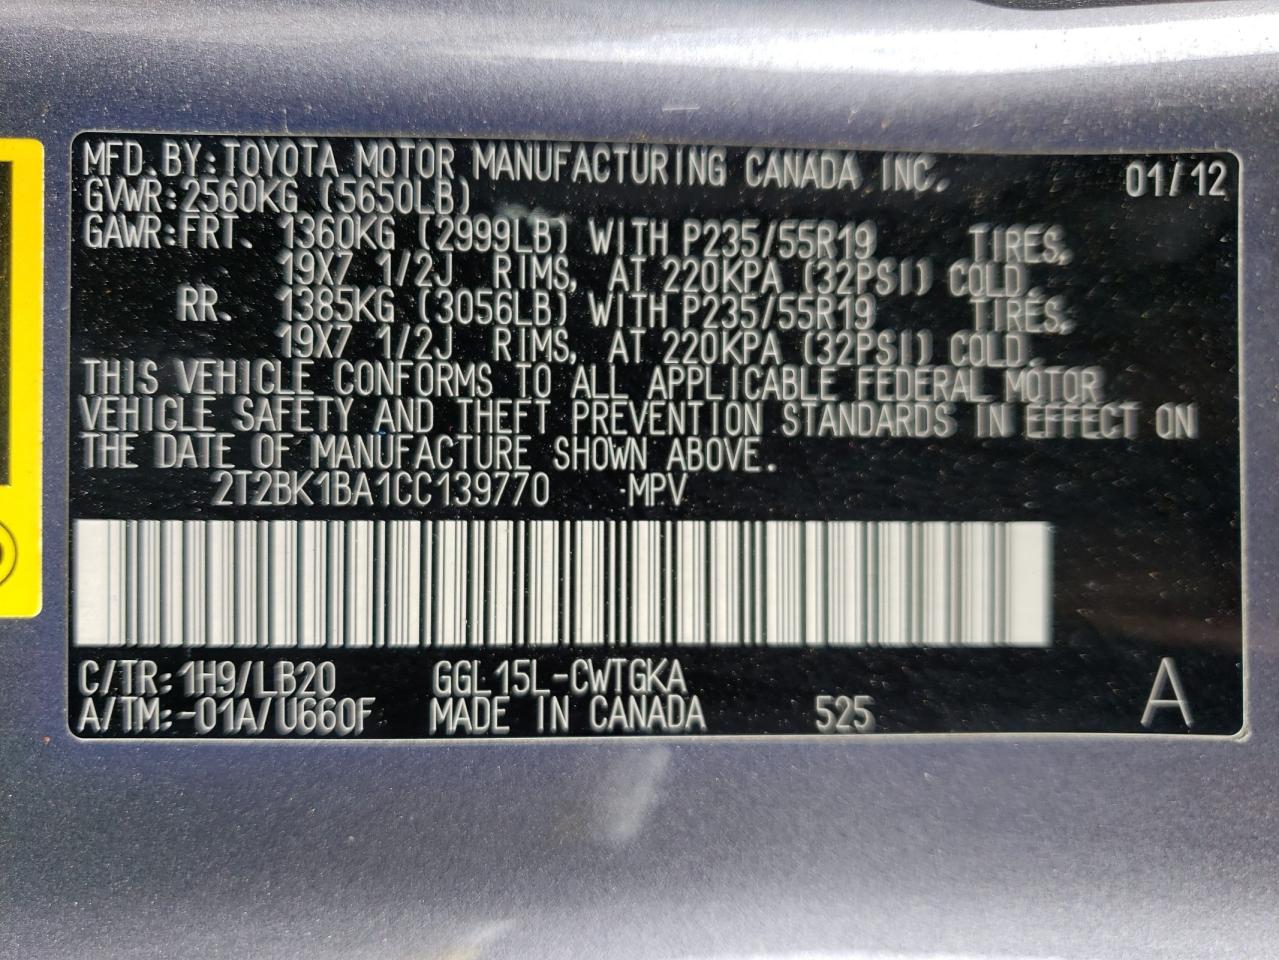 MFD. BY: TOYOTA MOTOR MANUFACTURING CANADA INC. 01/12
GVWR: 2560KG (5650LB)
GAWR: FRT. 1360KG (2999LB) WITH P235/55R19 TIRES,
19X7 1/2J RIMS, AT 220KPA (32PSI) COLD.
RR. 1385KG (3056LB) WITH P235/55R19 TIRES,
19X7 1/2J RIMS, AT 220KPA (32PSI) COLD.
THIS VEHICLE CONFORMS TO ALL APPLICABLE FEDERAL MOTOR
VEHICLE SAFETY AND THEFT PREVENTION STANDARDS IN EFFECT ON
THE DATE OF MANUFACTURE SHOWN ABOVE.
2T2BK1BA1CC139770 ·MPV
C/TR: 1H9/LB20 GGL15L-CWTGKA A
A/TM: -01A/U660F MADE IN CANADA 525